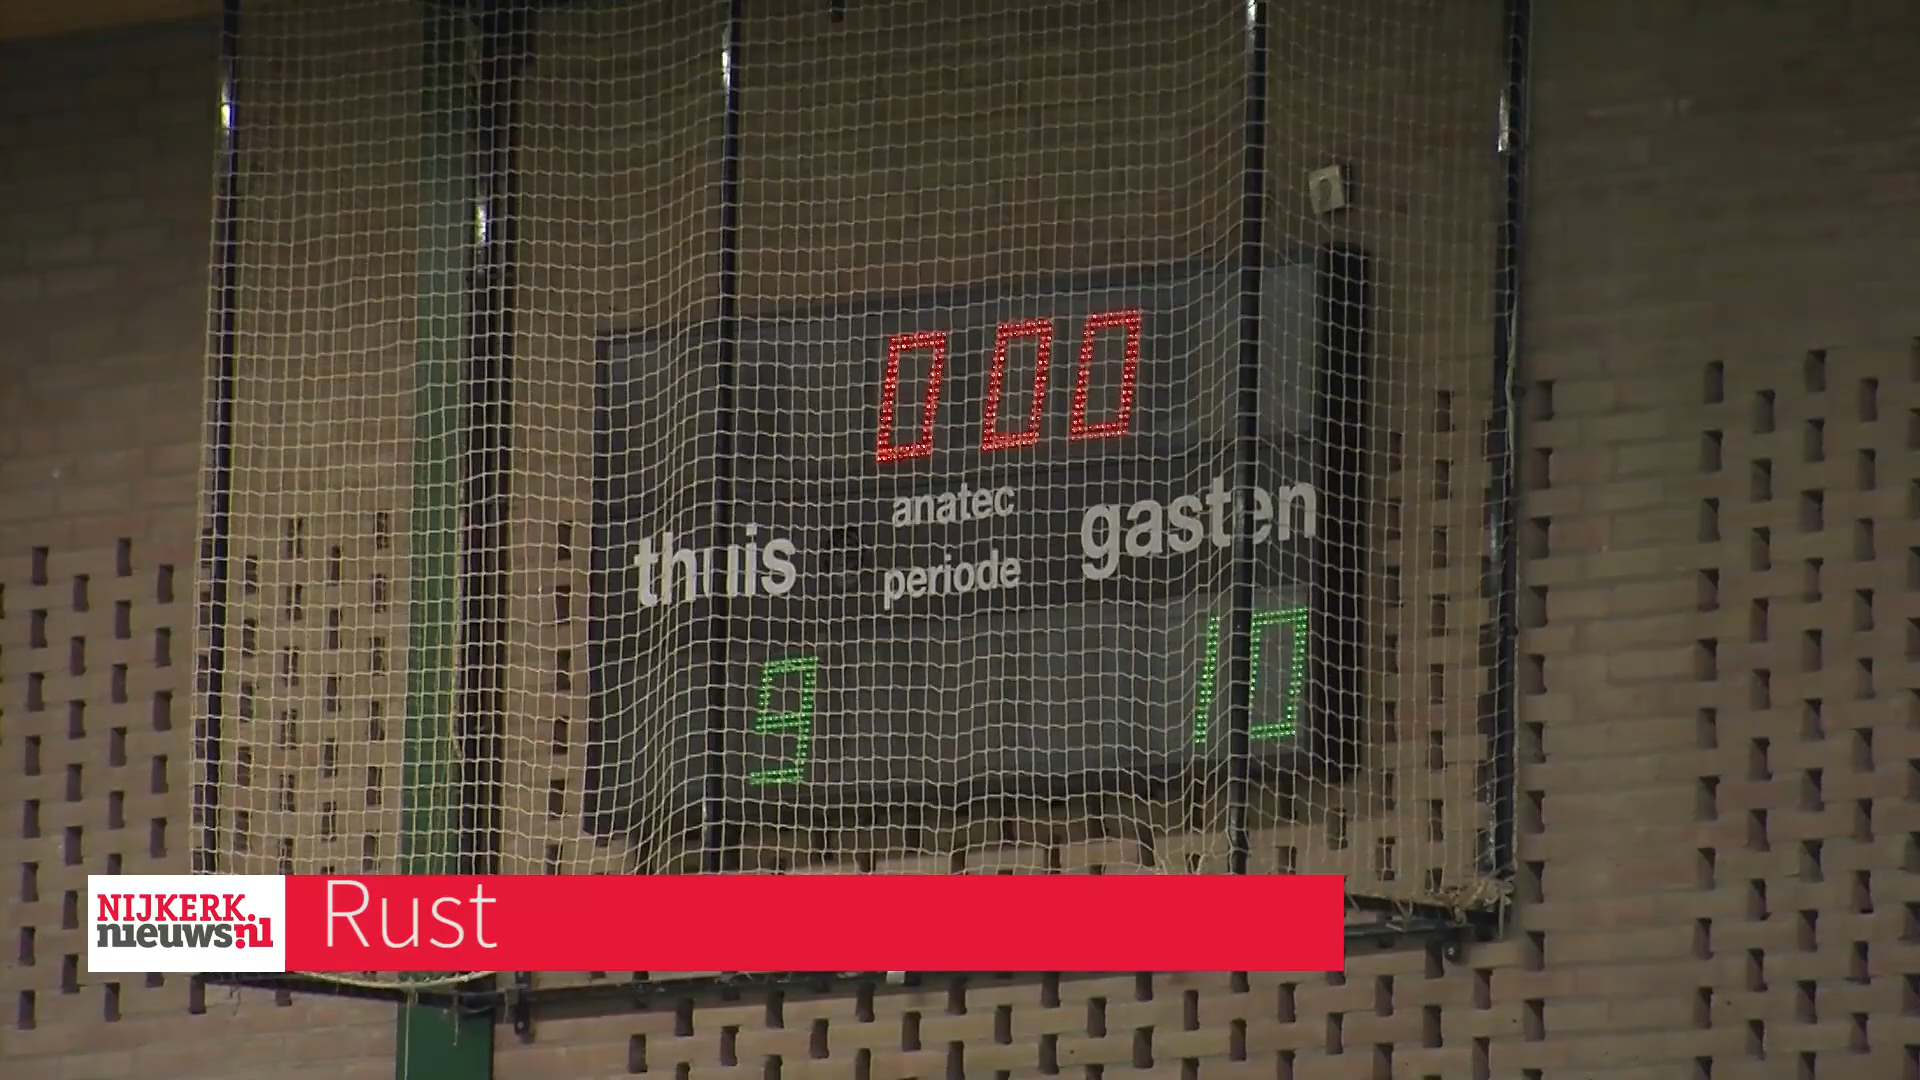 000
anatec
thuis
gasten
periode
9
10
NIJKERK.
nieuws.nl
Rust